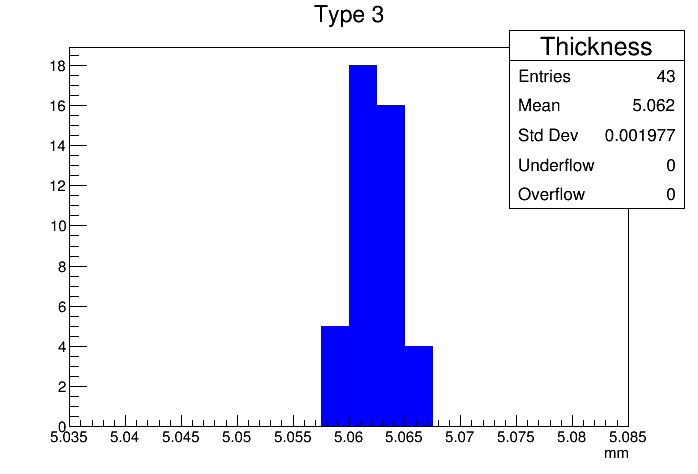 Type 3
Thickness
Entries 43
Mean 5.062
Std Dev 0.001977
Underflow 0
Overflow 0
18
16
14
12
10
8
6
4
2
0
5.035 5.04 5.045 5.05 5.055 5.06 5.065 5.07 5.075 5.08 5.085
mm